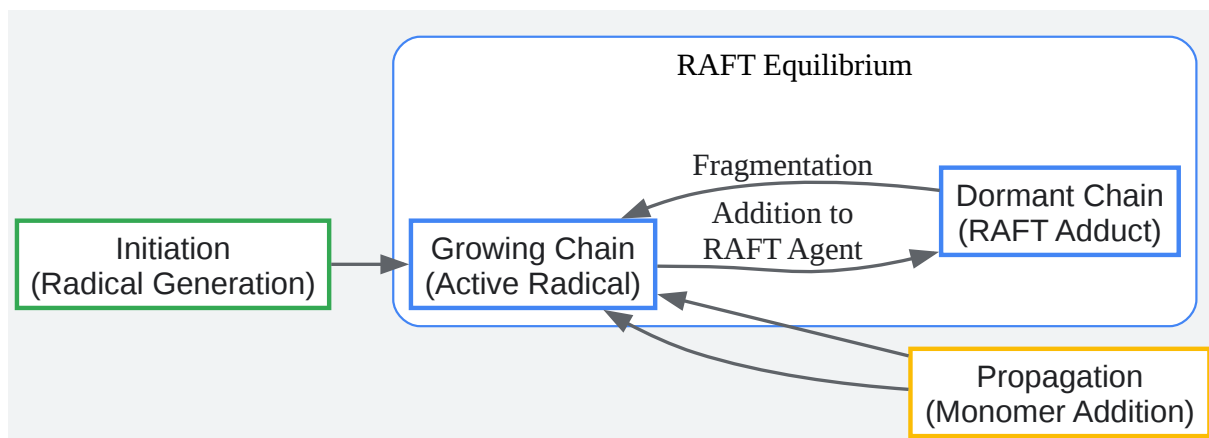 RAFT Equilibrium
Fragmentation
Addition to
RAFT Agent
Dormant Chain
(RAFT Adduct)
Initiation
(Radical Generation)
Growing Chain
(Active Radical)
Propagation
(Monomer Addition)